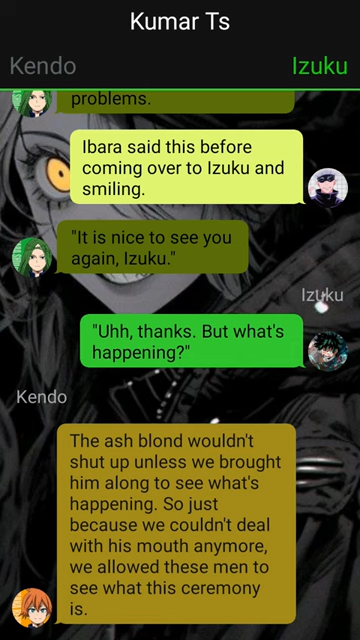 Kumar Ts
Kendo
Izuku
problems.
Ibara said this before
coming over to Izuku and
smiling.
"It is nice to see you
again, Izuku."
Izuku
"Uhh, thanks. But what's
happening?"
Kendo
The ash blond wouldn't
shut up unless we brought
him along to see what's
happening. So just
because we couldn't deal
with his mouth anymore,
we allowed these men to
see what this ceremony
is.